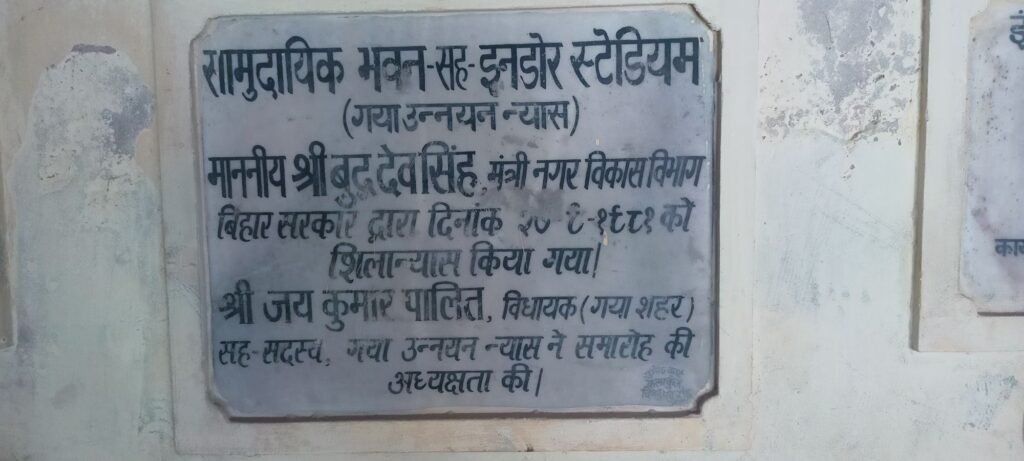 सामुदायिक भवन-सह-इनडोर स्टेडियम
(गया उन्नयन न्यास)
माननीय श्री बुद्ध देव सिंह, मंत्री नगर विकास विभाग
बिहार सरकार द्वारा दिनांक को
शिलान्यास किया गया।
श्री जय कुमार पालित, विधायक (गया शहर)
सह-सदस्य, गया उन्नयन न्यास ने समारोह की
अध्यक्षता की।